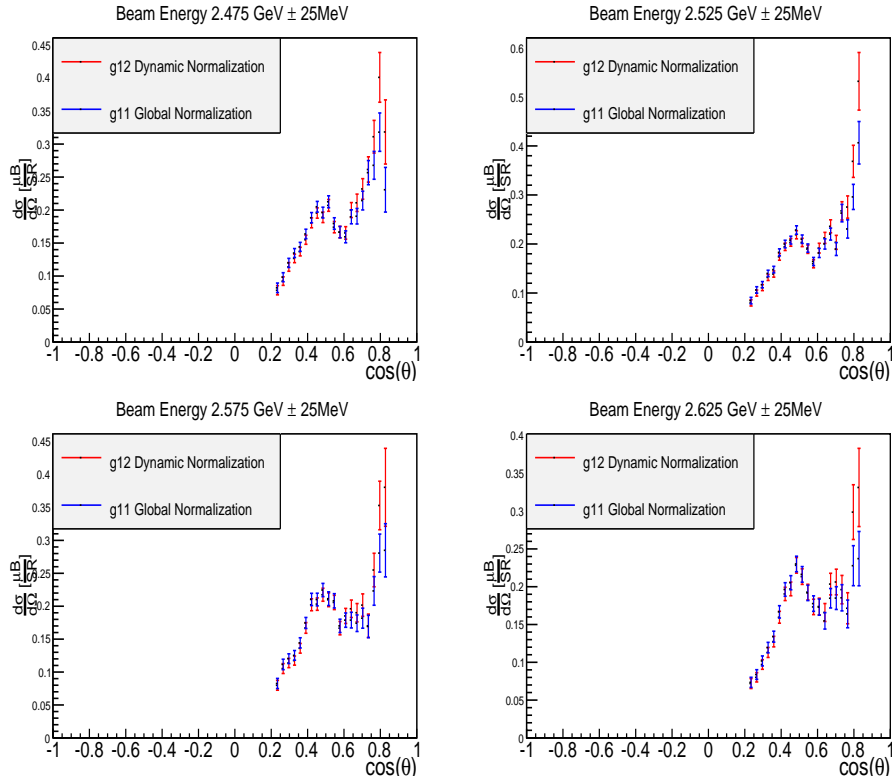 Beam Energy 2.475 GeV ± 25MeV
g12 Dynamic Normalization
g11 Global Normalization
dσ/dΩ [μB/SR]
0.45
0.4
0.35
0.3
0.25
0.2
0.15
0.1
0.05
0
-1 -0.8 -0.6 -0.4 -0.2 0 0.2 0.4 0.6 0.8 1
cos(θ)
Beam Energy 2.525 GeV ± 25MeV
g12 Dynamic Normalization
g11 Global Normalization
dσ/dΩ [μB/SR]
0.6
0.5
0.4
0.3
0.2
0.1
0
-1 -0.8 -0.6 -0.4 -0.2 0 0.2 0.4 0.6 0.8 1
cos(θ)
Beam Energy 2.575 GeV ± 25MeV
g12 Dynamic Normalization
g11 Global Normalization
dσ/dΩ [μB/SR]
0.45
0.4
0.35
0.3
0.25
0.2
0.15
0.1
0.05
0
-1 -0.8 -0.6 -0.4 -0.2 0 0.2 0.4 0.6 0.8 1
cos(θ)
Beam Energy 2.625 GeV ± 25MeV
g12 Dynamic Normalization
g11 Global Normalization
dσ/dΩ [μB/SR]
0.4
0.35
0.3
0.25
0.2
0.15
0.1
0.05
0
-1 -0.8 -0.6 -0.4 -0.2 0 0.2 0.4 0.6 0.8 1
cos(θ)